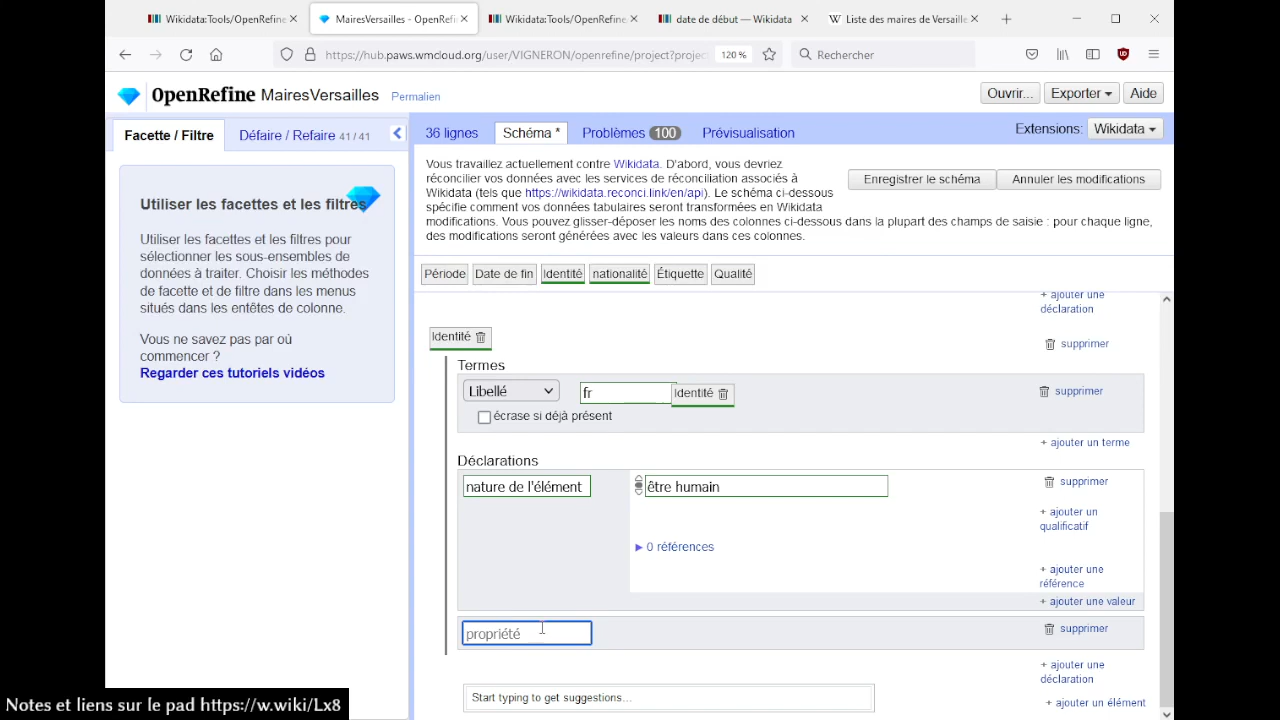 Wikidata:Tools/OpenRefine
MairesVersailles - OpenRefi
Wikidata:Tools/OpenRefine
date de début — Wikidata
Liste des maires de Versaille
https://hub.paws.wmcloud.org/user/VIGNERON/openrefine/project?projec
120 %
Rechercher
OpenRefine MairesVersailles Permalien
Ouvrir... Exporter Aide
Facette / Filtre
Défaire / Refaire 41 / 41
36 lignes
Schéma *
Problèmes 100
Prévisualisation
Extensions: Wikidata
Utiliser les facettes et les filtres
Utiliser les facettes et les filtres pour
sélectionner les sous-ensembles de
données à traiter. Choisir les méthodes
de facette et de filtre dans les menus
situés dans les entêtes de colonne.
Vous ne savez pas par où
commencer ?
Regarder ces tutoriels vidéos
Vous travaillez actuellement contre Wikidata. D'abord, vous devriez
réconcilier vos données avec les services de réconciliation associés à
Wikidata (tels que https://wikidata.reconci.link/en/api). Le schéma ci-dessous
spécifie comment vos données tabulaires seront transformées en Wikidata
modifications. Vous pouvez glisser-déposer les noms des colonnes ci-dessous dans la plupart des champs de saisie : pour chaque ligne,
des modifications seront générées avec les valeurs dans ces colonnes.
Enregistrer le schéma
Annuler les modifications
Période
Date de fin
Identité
nationalité
Étiquette
Qualité
+ ajouter une
déclaration
Identité
supprimer
Termes
Libellé
fr
Identité
supprimer
écrase si déjà présent
+ ajouter un terme
Déclarations
nature de l'élément
être humain
supprimer
+ ajouter un
qualificatif
0 références
+ ajouter une
référence
+ ajouter une valeur
propriété
supprimer
+ ajouter une
déclaration
Start typing to get suggestions...
+ ajouter un élément
Notes et liens sur le pad https://w.wiki/Lx8